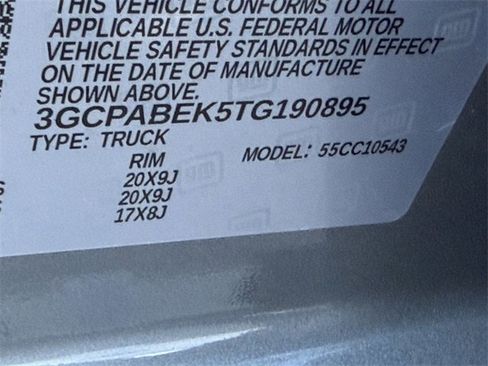 THIS VEHICLE CONFORMS TO ALL
APPLICABLE U.S. FEDERAL MOTOR
VEHICLE SAFETY STANDARDS IN EFFECT
ON THE DATE OF MANUFACTURE
SHOWN ABOVE.
3GCPABEK5TG190895
TYPE: TRUCK
RIM MODEL: 55CC10543
20X9J
20X9J
17X8J